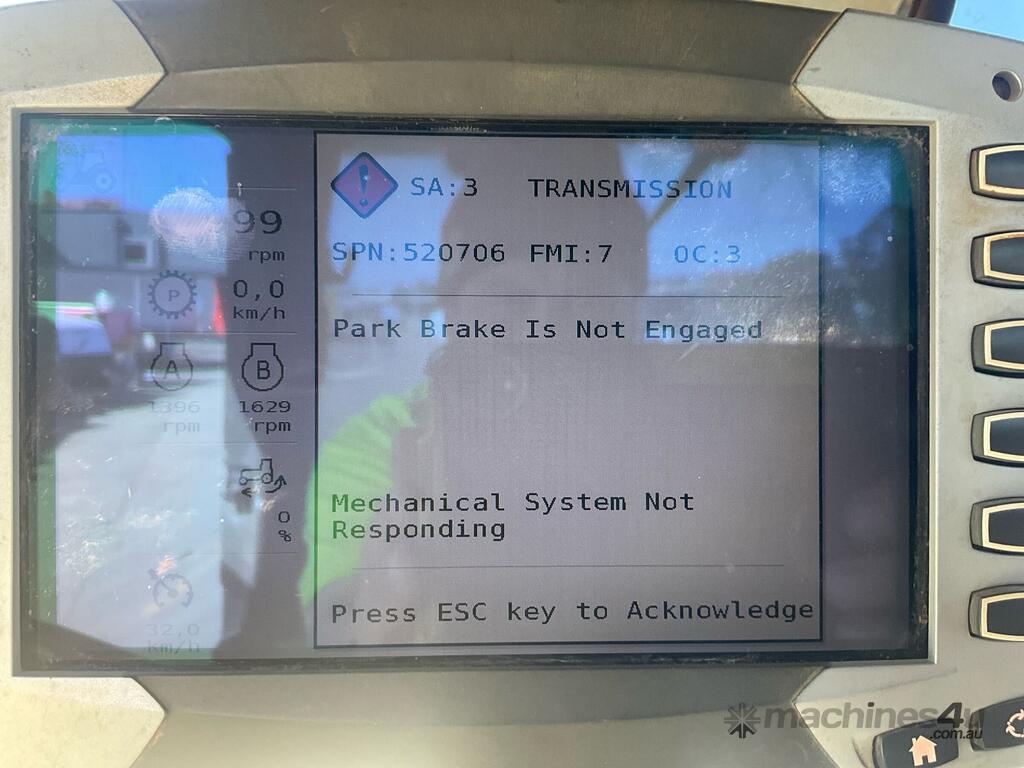 SA:3 TRANSMISSION
SPN:520706 FMI:7 OC:3
Park Brake Is Not Engaged
Mechanical System Not
Responding
Press ESC key to Acknowledge
99
rpm
P
0,0
km/h
A B
1396 1629
rpm rpm
0
%
32,0
km/h
machines4u
.com.au